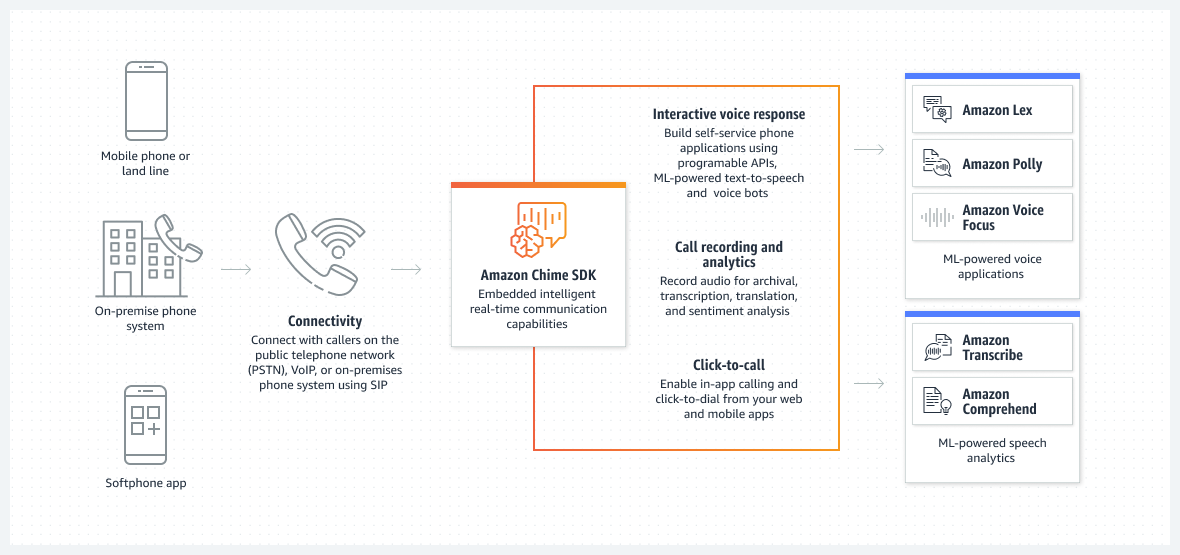 Mobile phone or
land line
On-premise phone
system
Softphone app
Connectivity
Connect with callers on the
public telephone network
(PSTN), VoIP, or on-premises
phone system using SIP
Amazon Chime SDK
Embedded intelligent
real-time communication
capabilities
Interactive voice response
Build self-service phone
applications using
programable APIs,
ML-powered text-to-speech
and voice bots
Call recording and
analytics
Record audio for archival,
transcription, translation,
and sentiment analysis
Click-to-call
Enable in-app calling and
click-to-dial from your web
and mobile apps
Amazon Lex
Amazon Polly
Amazon Voice
Focus
ML-powered voice
applications
Amazon
Transcribe
Amazon
Comprehend
ML-powered speech
analytics